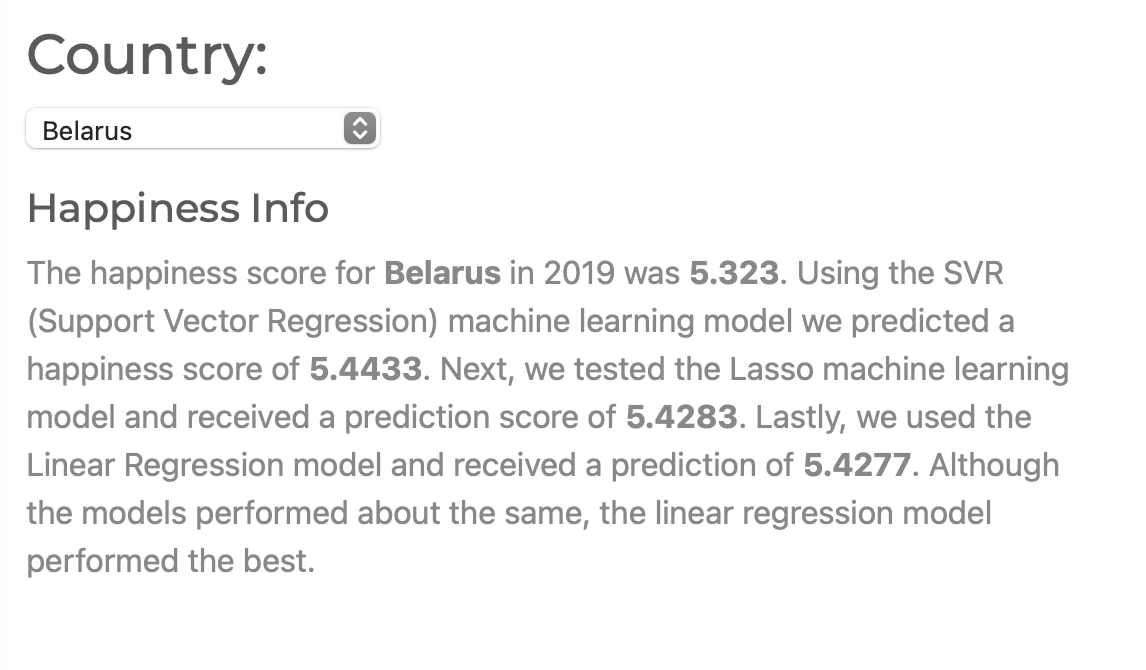 Country:
Belarus
Happiness Info
The happiness score for Belarus in 2019 was 5.323. Using the SVR
(Support Vector Regression) machine learning model we predicted a
happiness score of 5.4433. Next, we tested the Lasso machine learning
model and received a prediction score of 5.4283. Lastly, we used the
Linear Regression model and received a prediction of 5.4277. Although
the models performed about the same, the linear regression model
performed the best.